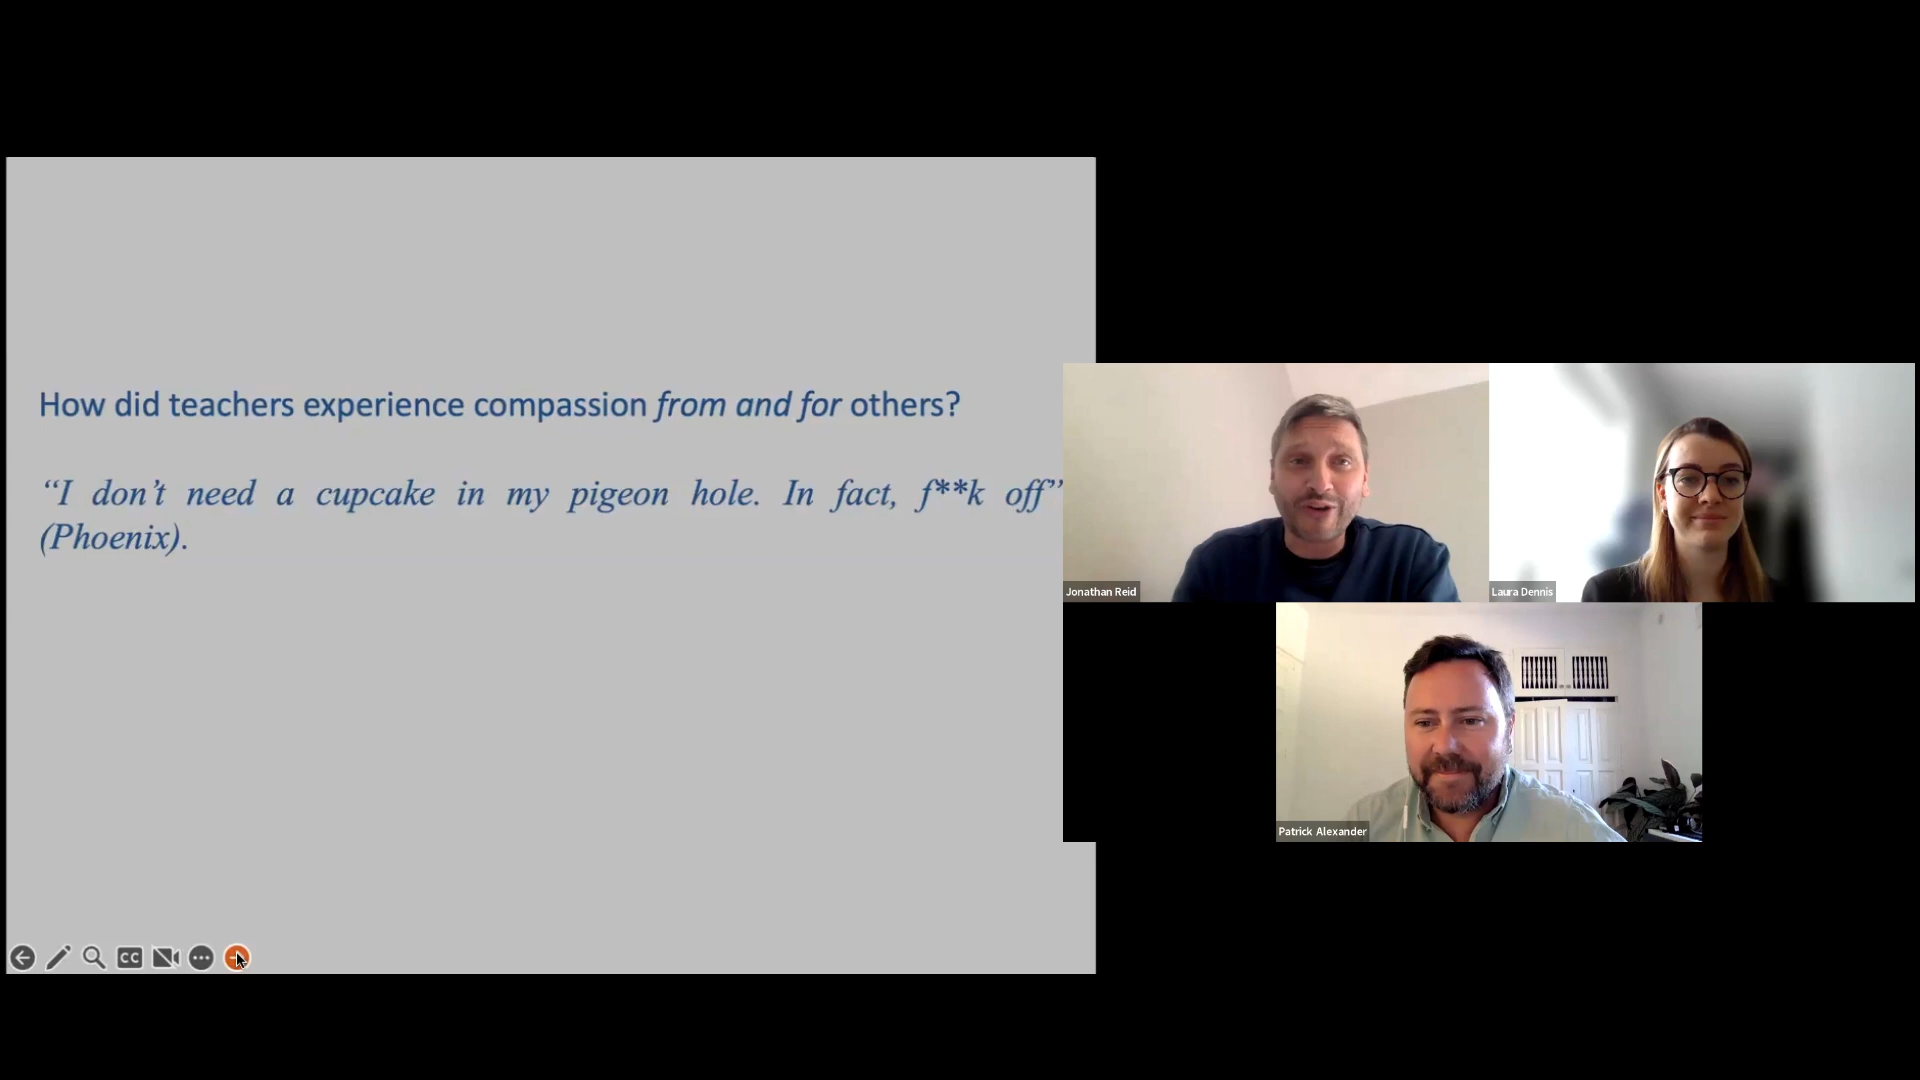 How did teachers experience compassion from and for others?
“I don’t need a cupcake in my pigeon hole. In fact, f**k off”
(Phoenix).
Jonathan Reid
Laura Dennis
Patrick Alexander
CC